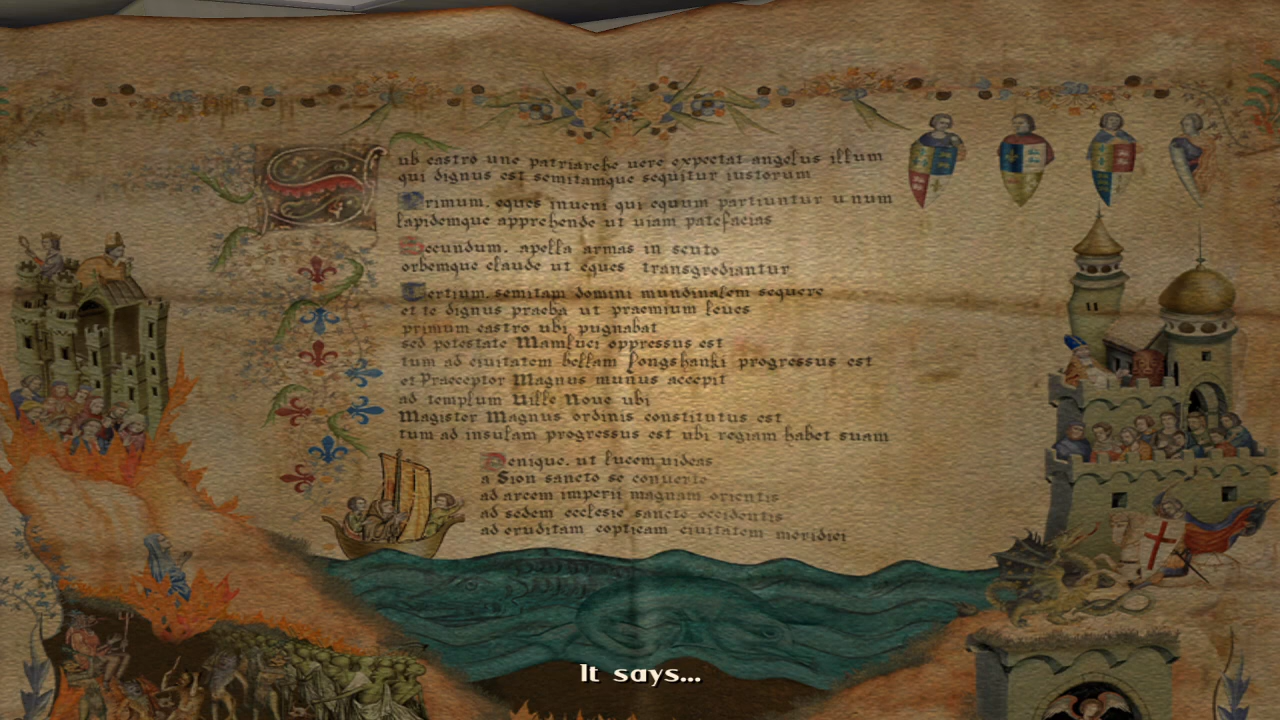 Sub castro une patriarche uere expectat angelus illum
qui dignus est semitamque sequitur iustorum
Primum. eques inueni qui equum partiuntur unum
lapidemque apprehende ut uiam patefacias
Secundum. apella armas in scuto
orbemque claude ut eques transgrediantur
Tertium. semitam domini mundinalem sequere
et te dignus praeba ut praemium leues
primum castro ubi pugnabat
sed potestate Mamluci oppressus est
tum ad ciuitatem bellam Longshanki progressus est
et Praeceptor Magnus munus accepit
ad templum Uille Noue ubi
Magister Magnus ordinis constitutus est
tum ad insulam progressus est ubi regiam habet suam
Denique. ut lucem uideas
a Sion sancto se conuerte
ad arcem imperii magnam orientis
ad sedem ecclesie sancte occidentis
ad eruditam copticam ciuitatem meridiei
It says...